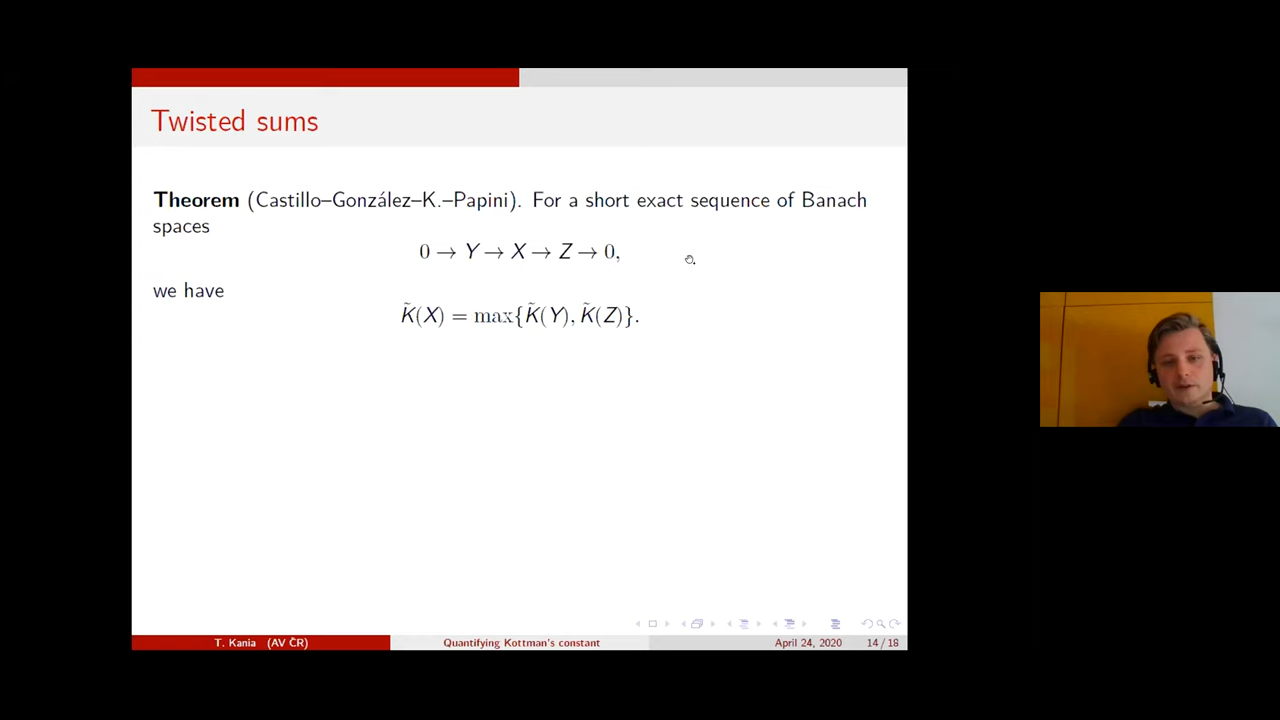 Twisted sums
Theorem (Castillo–González–K.–Papini). For a short exact sequence of Banach
spaces
0 → Y → X → Z → 0,
we have
K̃(X) = max{K̃(Y), K̃(Z)}.
T. Kania (AV ČR) Quantifying Kottman's constant April 24, 2020 14 / 18